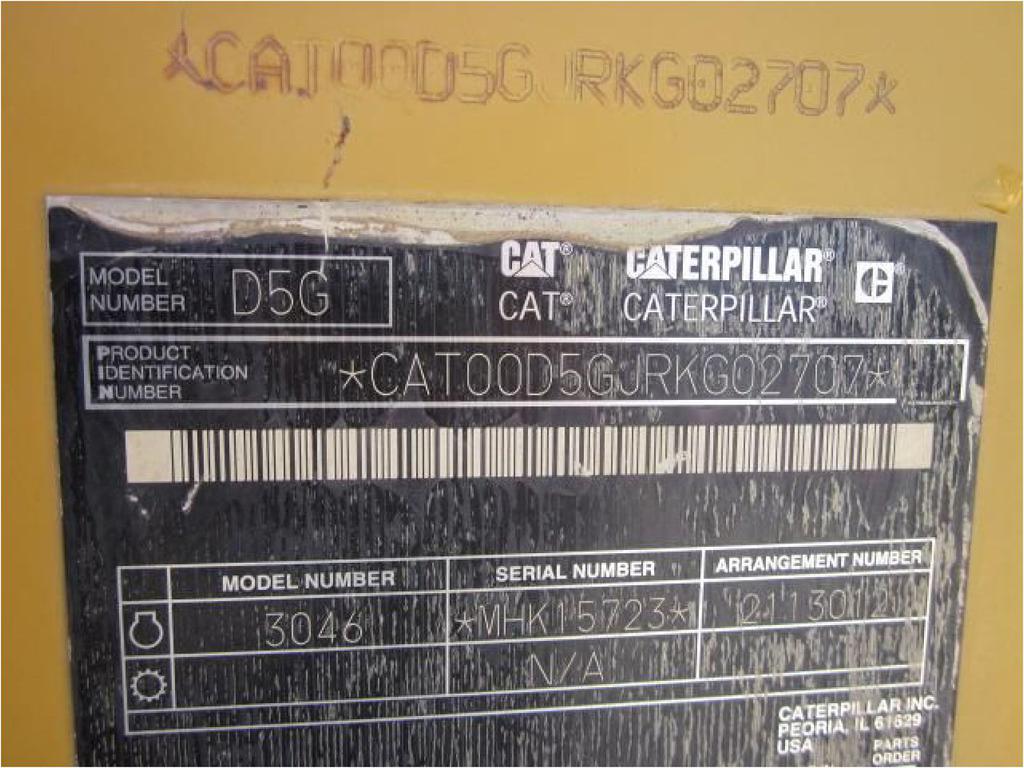 *CAT00D5GJRKG02707*
CAT® CATERPILLAR® C®
MODEL NUMBER D5G
CAT® CATERPILLAR®
PRODUCT IDENTIFICATION NUMBER *CAT00D5GJRKG02707*
MODEL NUMBER SERIAL NUMBER ARRANGEMENT NUMBER
3046 *MHK15723* 2113012
N/A
CATERPILLAR INC.
PEORIA, IL 61629
USA PARTS
ORDER